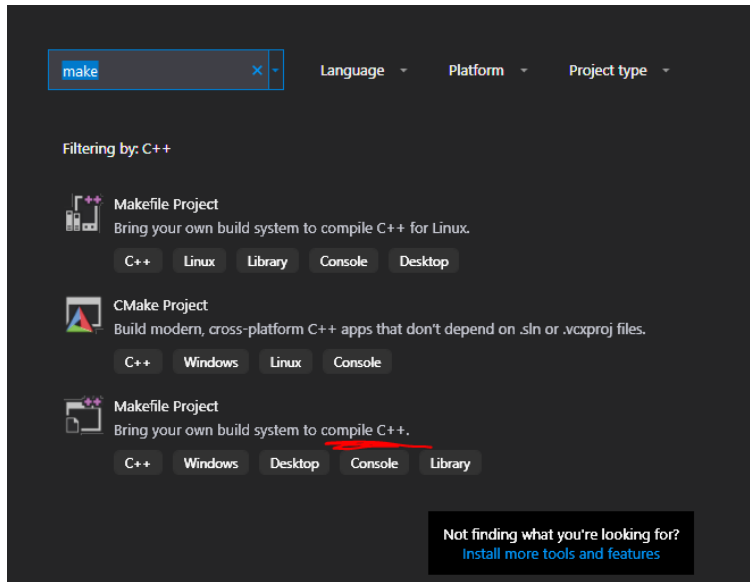 make
Language
Platform
Project type
Filtering by: C++
Makefile Project
Bring your own build system to compile C++ for Linux.
C++ Linux Library Console Desktop
CMake Project
Build modern, cross-platform C++ apps that don't depend on .sln or .vcxproj files.
C++ Windows Linux Console
Makefile Project
Bring your own build system to compile C++.
C++ Windows Desktop Console Library
Not finding what you're looking for?
Install more tools and features